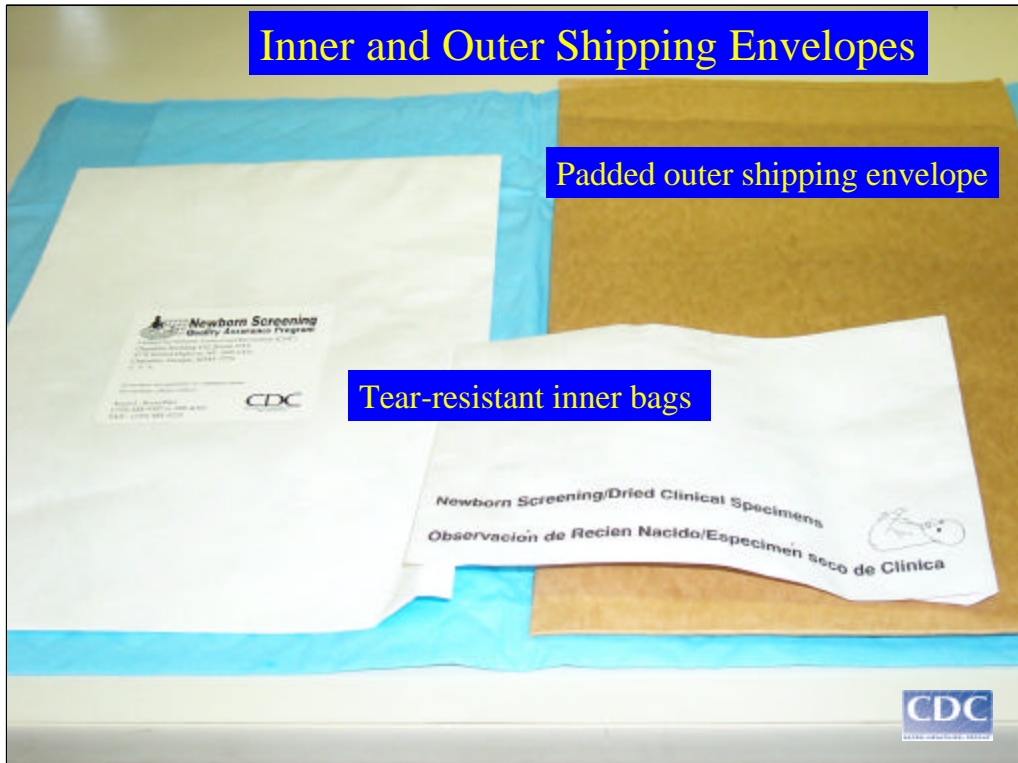 Inner and Outer Shipping Envelopes
Padded outer shipping envelope
Newborn Screening
Quality Assurance Program
CDC
Tear-resistant inner bags
Newborn Screening/Dried Clinical Specimens
Observacion de Recien Nacido/Especimen seco de Clinica
CDC